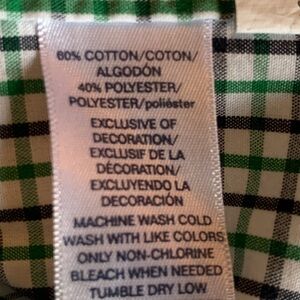 60% COTTON/COTON/
ALGODÓN
40% POLYESTER/
POLYESTER/poliéster
EXCLUSIVE OF
DECORATION/
EXCLUSIF DE LA
DÉCORATION/
EXCLUYENDO LA
DECORACIÓN
MACHINE WASH COLD
WASH WITH LIKE COLORS
ONLY NON-CHLORINE
BLEACH WHEN NEEDED
TUMBLE DRY LOW